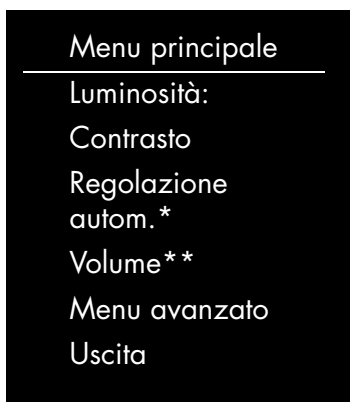 Menu principale
Luminosità:
Contrasto
Regolazione
autom.*
Volume**
Menu avanzato
Uscita